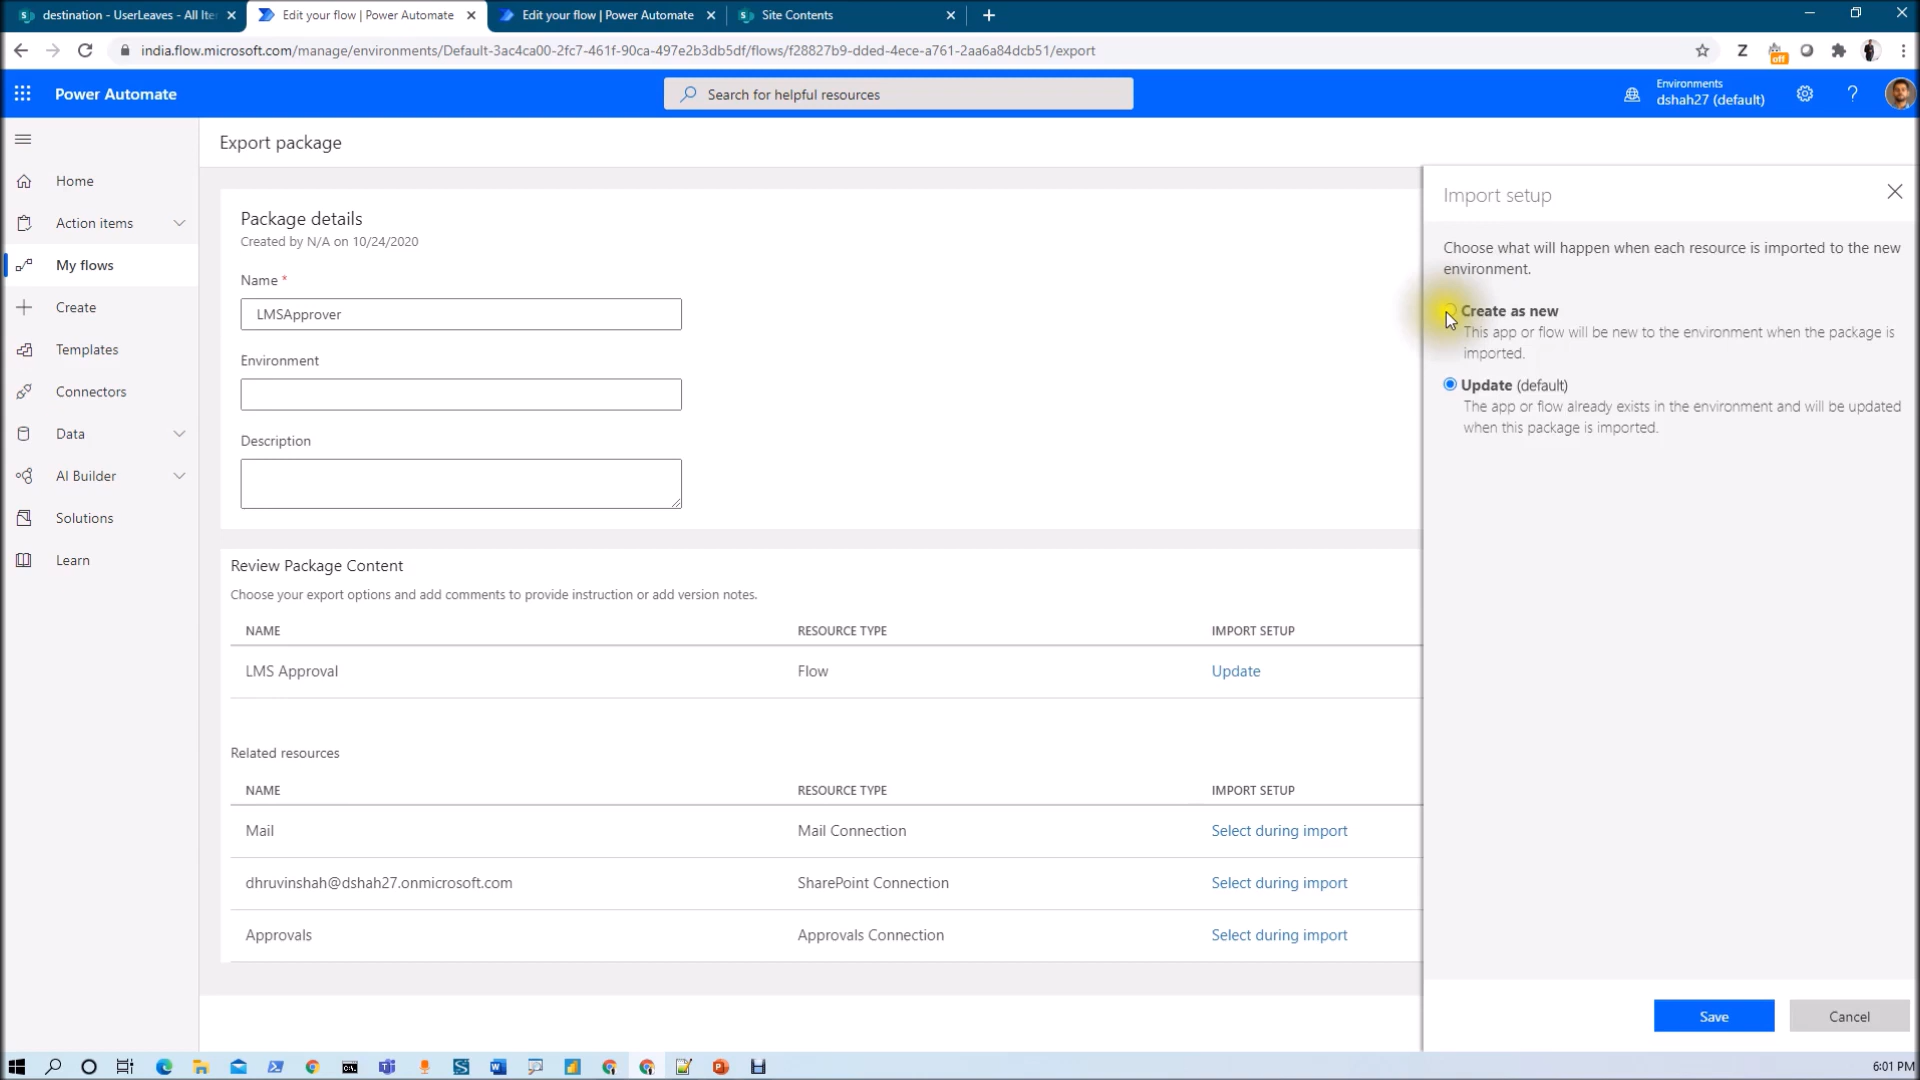 destination - UserLeaves - All Ite
Edit your flow | Power Automate
Edit your flow | Power Automate
Site Contents
india.flow.microsoft.com/manage/environments/Default-3ac4ca00-2fc7-461f-90ca-497e2b3db5df/flows/f28827b9-dded-4ece-a761-2aa6a84dcb51/export
Z
off
Power Automate
Search for helpful resources
Environments
dshah27 (default)
Export package
Home
Action items
My flows
Create
Templates
Connectors
Data
AI Builder
Solutions
Learn
Package details
Created by N/A on 10/24/2020
Name *
LMSApprover
Environment
Description
Review Package Content
Choose your export options and add comments to provide instruction or add version notes.
NAME RESOURCE TYPE IMPORT SETUP
LMS Approval Flow Update
Related resources
NAME RESOURCE TYPE IMPORT SETUP
Mail Mail Connection Select during import
dhruvinshah@dshah27.onmicrosoft.com SharePoint Connection Select during import
Approvals Approvals Connection Select during import
Import setup
Choose what will happen when each resource is imported to the new
environment.
Create as new
This app or flow will be new to the environment when the package is
imported.
Update (default)
The app or flow already exists in the environment and will be updated
when this package is imported.
Save
Cancel
6:01 PM